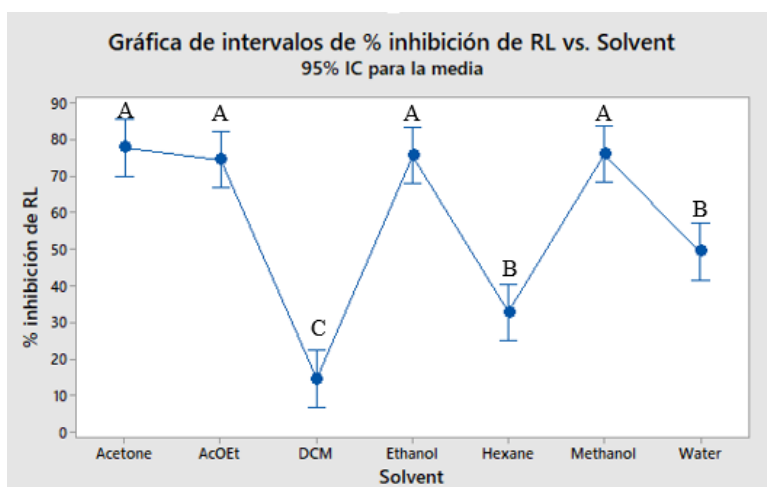 Gráfica de intervalos de % inhibición de RL vs. Solvent
95% IC para la media
% inhibición de RL
90
80
70
60
50
40
30
20
10
0
A
A
C
A
B
A
B
Acetone
AcOEt
DCM
Ethanol
Hexane
Methanol
Water
Solvent